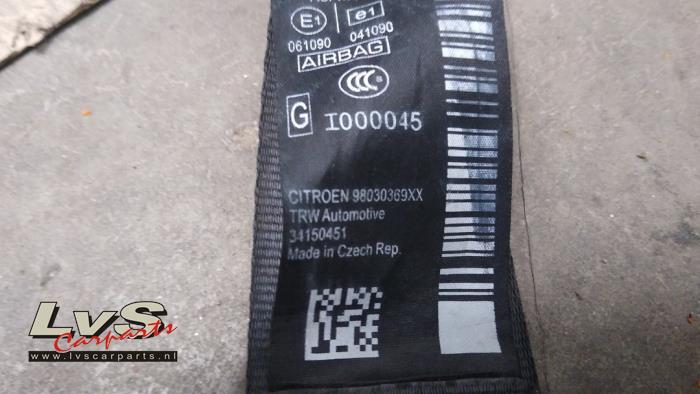 E1 e1
061090 041090
AIRBAG
CCC S
G I000045
CITROEN 98030369XX
TRW Automotive
34150451
Made in Czech Rep.
LvS
Carparts
www.lvscarparts.nl